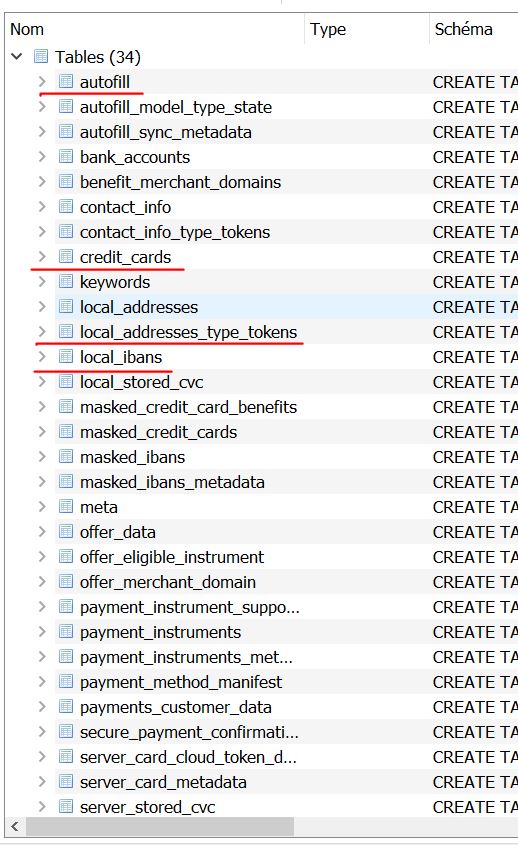 Nom Type Schéma
Tables (34)
autofill CREATE TA
autofill_model_type_state CREATE TA
autofill_sync_metadata CREATE TA
bank_accounts CREATE TA
benefit_merchant_domains CREATE TA
contact_info CREATE TA
contact_info_type_tokens CREATE TA
credit_cards CREATE TA
keywords CREATE TA
local_addresses CREATE TA
local_addresses_type_tokens CREATE TA
local_ibans CREATE TA
local_stored_cvc CREATE TA
masked_credit_card_benefits CREATE TA
masked_credit_cards CREATE TA
masked_ibans CREATE TA
masked_ibans_metadata CREATE TA
meta CREATE TA
offer_data CREATE TA
offer_eligible_instrument CREATE TA
offer_merchant_domain CREATE TA
payment_instrument_suppo... CREATE TA
payment_instruments CREATE TA
payment_instruments_met... CREATE TA
payment_method_manifest CREATE TA
payments_customer_data CREATE TA
secure_payment_confirmati... CREATE TA
server_card_cloud_token_d... CREATE TA
server_card_metadata CREATE TA
server_stored_cvc CREATE TA